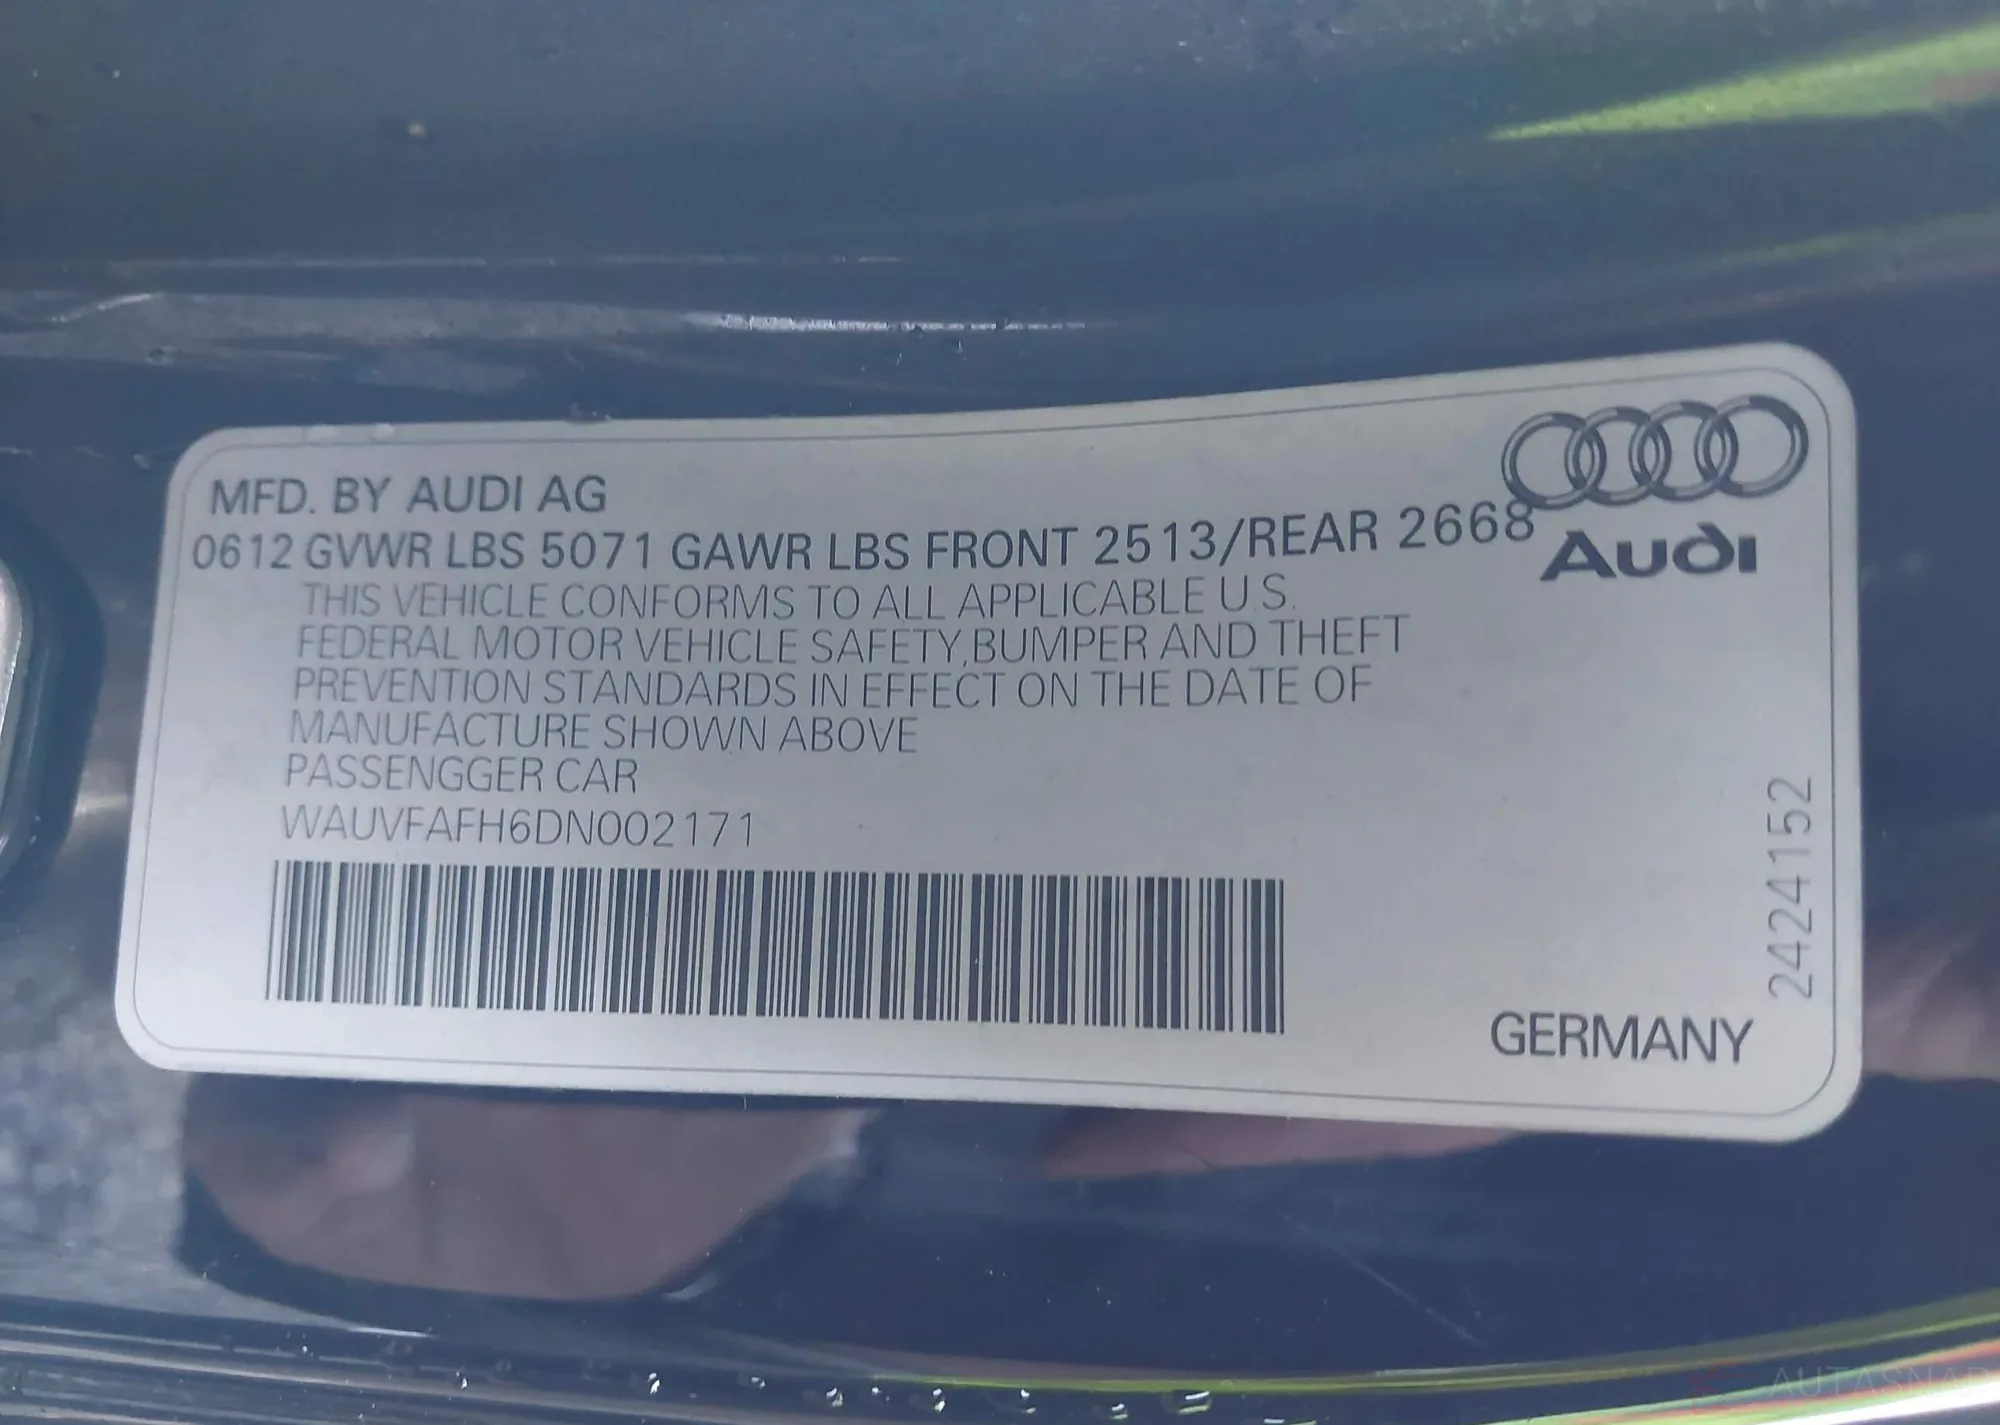 MFD. BY AUDI AG
0612 GVWR LBS 5071 GAWR LBS FRONT 2513/REAR 2668
Audi
THIS VEHICLE CONFORMS TO ALL APPLICABLE U.S.
FEDERAL MOTOR VEHICLE SAFETY,BUMPER AND THEFT
PREVENTION STANDARDS IN EFFECT ON THE DATE OF
MANUFACTURE SHOWN ABOVE
PASSENGGER CAR
WAUVFAFH6DN002171
2424152
GERMANY
AUTASNAP